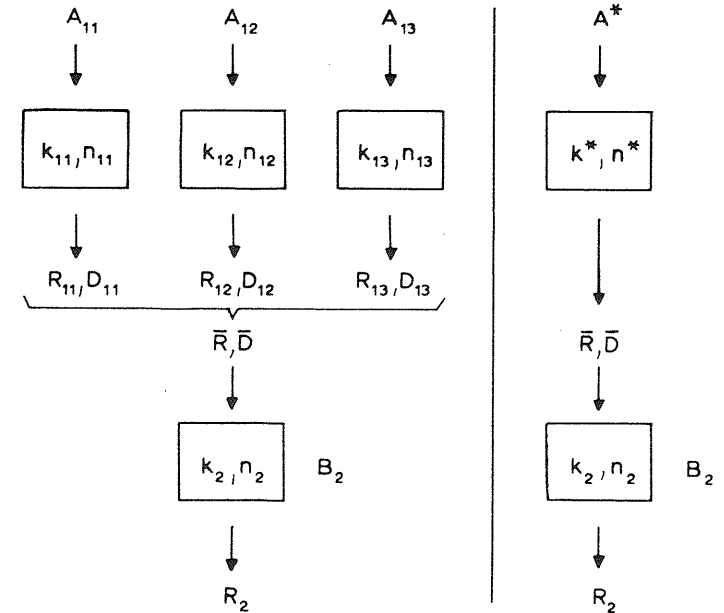 A₁₁ A₁₂ A₁₃ A*
k₁₁,n₁₁ k₁₂,n₁₂ k₁₃,n₁₃ k*,n*
R₁₁,D₁₁ R₁₂,D₁₂ R₁₃,D₁₃
R̅,D̅ R̅,D̅
k₂,n₂ B₂ k₂,n₂ B₂
R₂ R₂